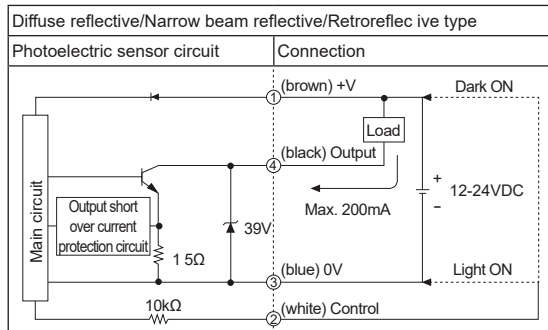 Diffuse reflective/Narrow beam reflective/Retroreflec ive type
Photoelectric sensor circuit
Connection
① (brown) +V
Dark ON
Load
④ (black) Output
Main circuit
Output short
over current
protection circuit
39V
Max. 200mA
+
12-24VDC
−
1 5Ω
③ (blue) 0V
Light ON
10kΩ
② (white) Control